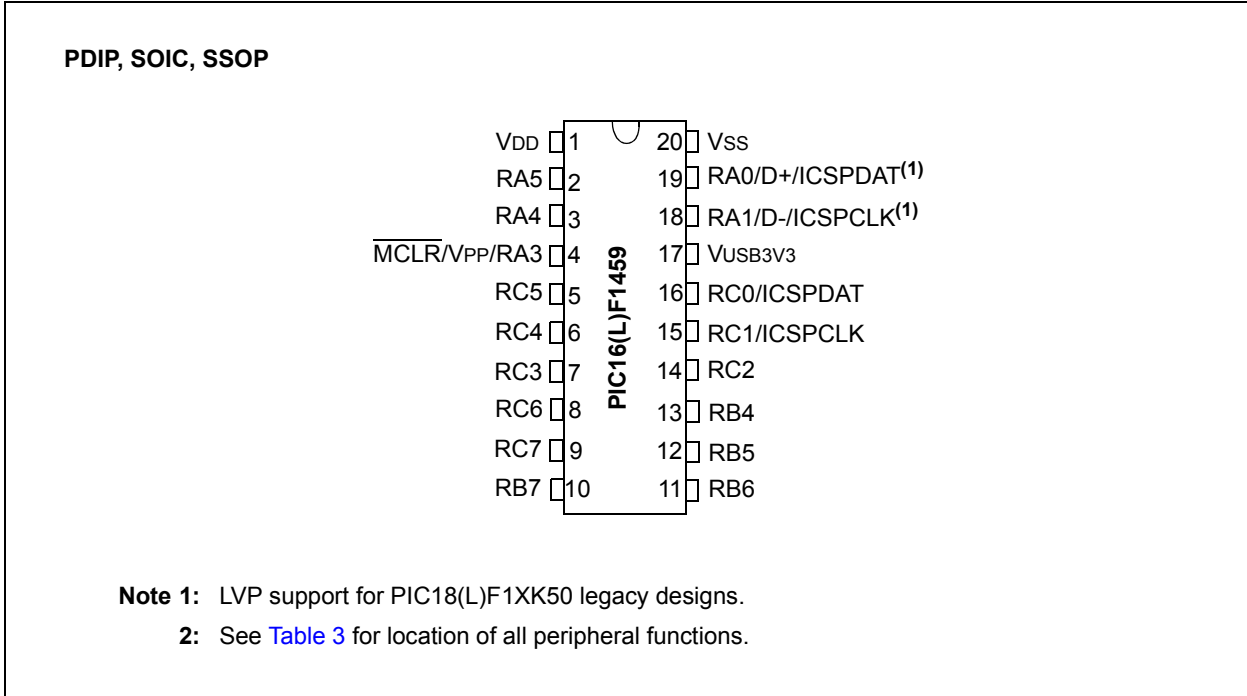 PDIP, SOIC, SSOP
VDD 1 20 VSS
RA5 2 19 RA0/D+/ICSPDAT(1)
RA4 3 18 RA1/D-/ICSPCLK(1)
MCLR/VPP/RA3 4 17 VUSB3V3
RC5 5 16 RC0/ICSPDAT
RC4 6 15 RC1/ICSPCLK
RC3 7 14 RC2
RC6 8 13 RB4
RC7 9 12 RB5
RB7 10 11 RB6
PIC16(L)F1459
Note 1: LVP support for PIC18(L)F1XK50 legacy designs.
2: See Table 3 for location of all peripheral functions.